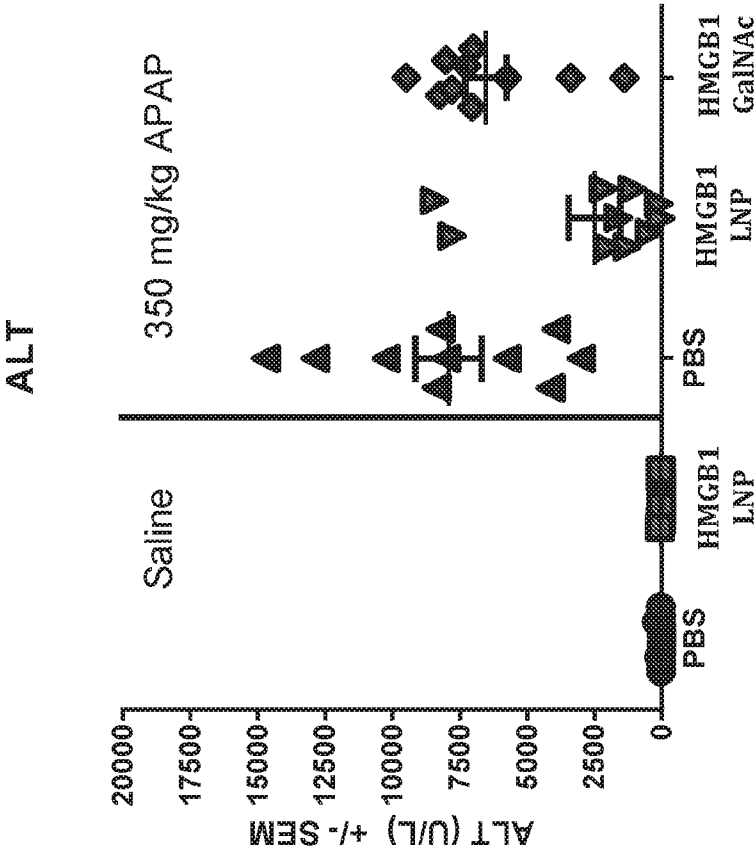 ALT
Saline
350 mg/kg APAP
ALT (U/L) +/-SEM
20000
17500
15000
12500
10000
7500
5000
2500
0
PBS
HMGB1
LNP
PBS
HMGB1
LNP
HMGB1
GalNAc